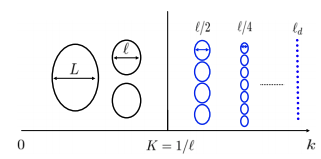 ℓ/2 ℓ/4 ℓ_d
L ℓ
0 K = 1/ℓ k